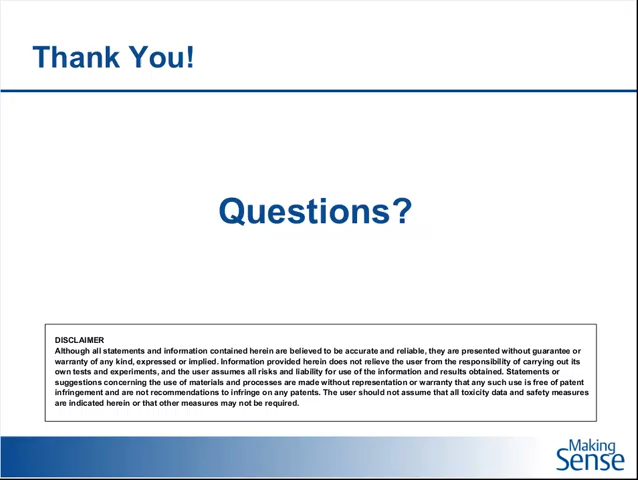 Thank You!
Questions?
DISCLAIMER
Although all statements and information contained herein are believed to be accurate and reliable, they are presented without guarantee or
warranty of any kind, expressed or implied. Information provided herein does not relieve the user from the responsibility of carrying out its
own tests and experiments, and the user assumes all risks and liability for use of the information and results obtained. Statements or
suggestions concerning the use of materials and processes are made without representation or warranty that any such use is free of patent
infringement and are not recommendations to infringe on any patents. The user should not assume that all toxicity data and safety measures
are indicated herein or that other measures may not be required.
Making
Sense